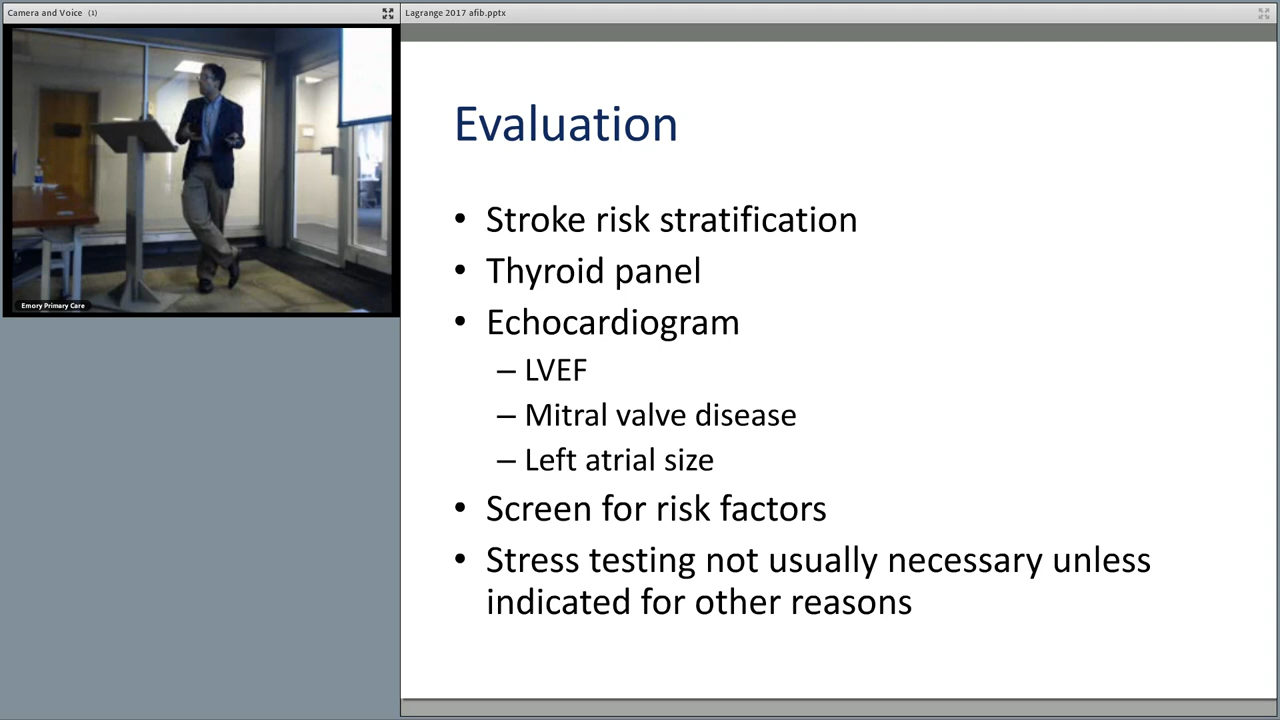 Camera and Voice (1)
Lagrange 2017 afib.pptx
Emory Primary Care
Evaluation
• Stroke risk stratification
• Thyroid panel
• Echocardiogram
– LVEF
– Mitral valve disease
– Left atrial size
• Screen for risk factors
• Stress testing not usually necessary unless
indicated for other reasons